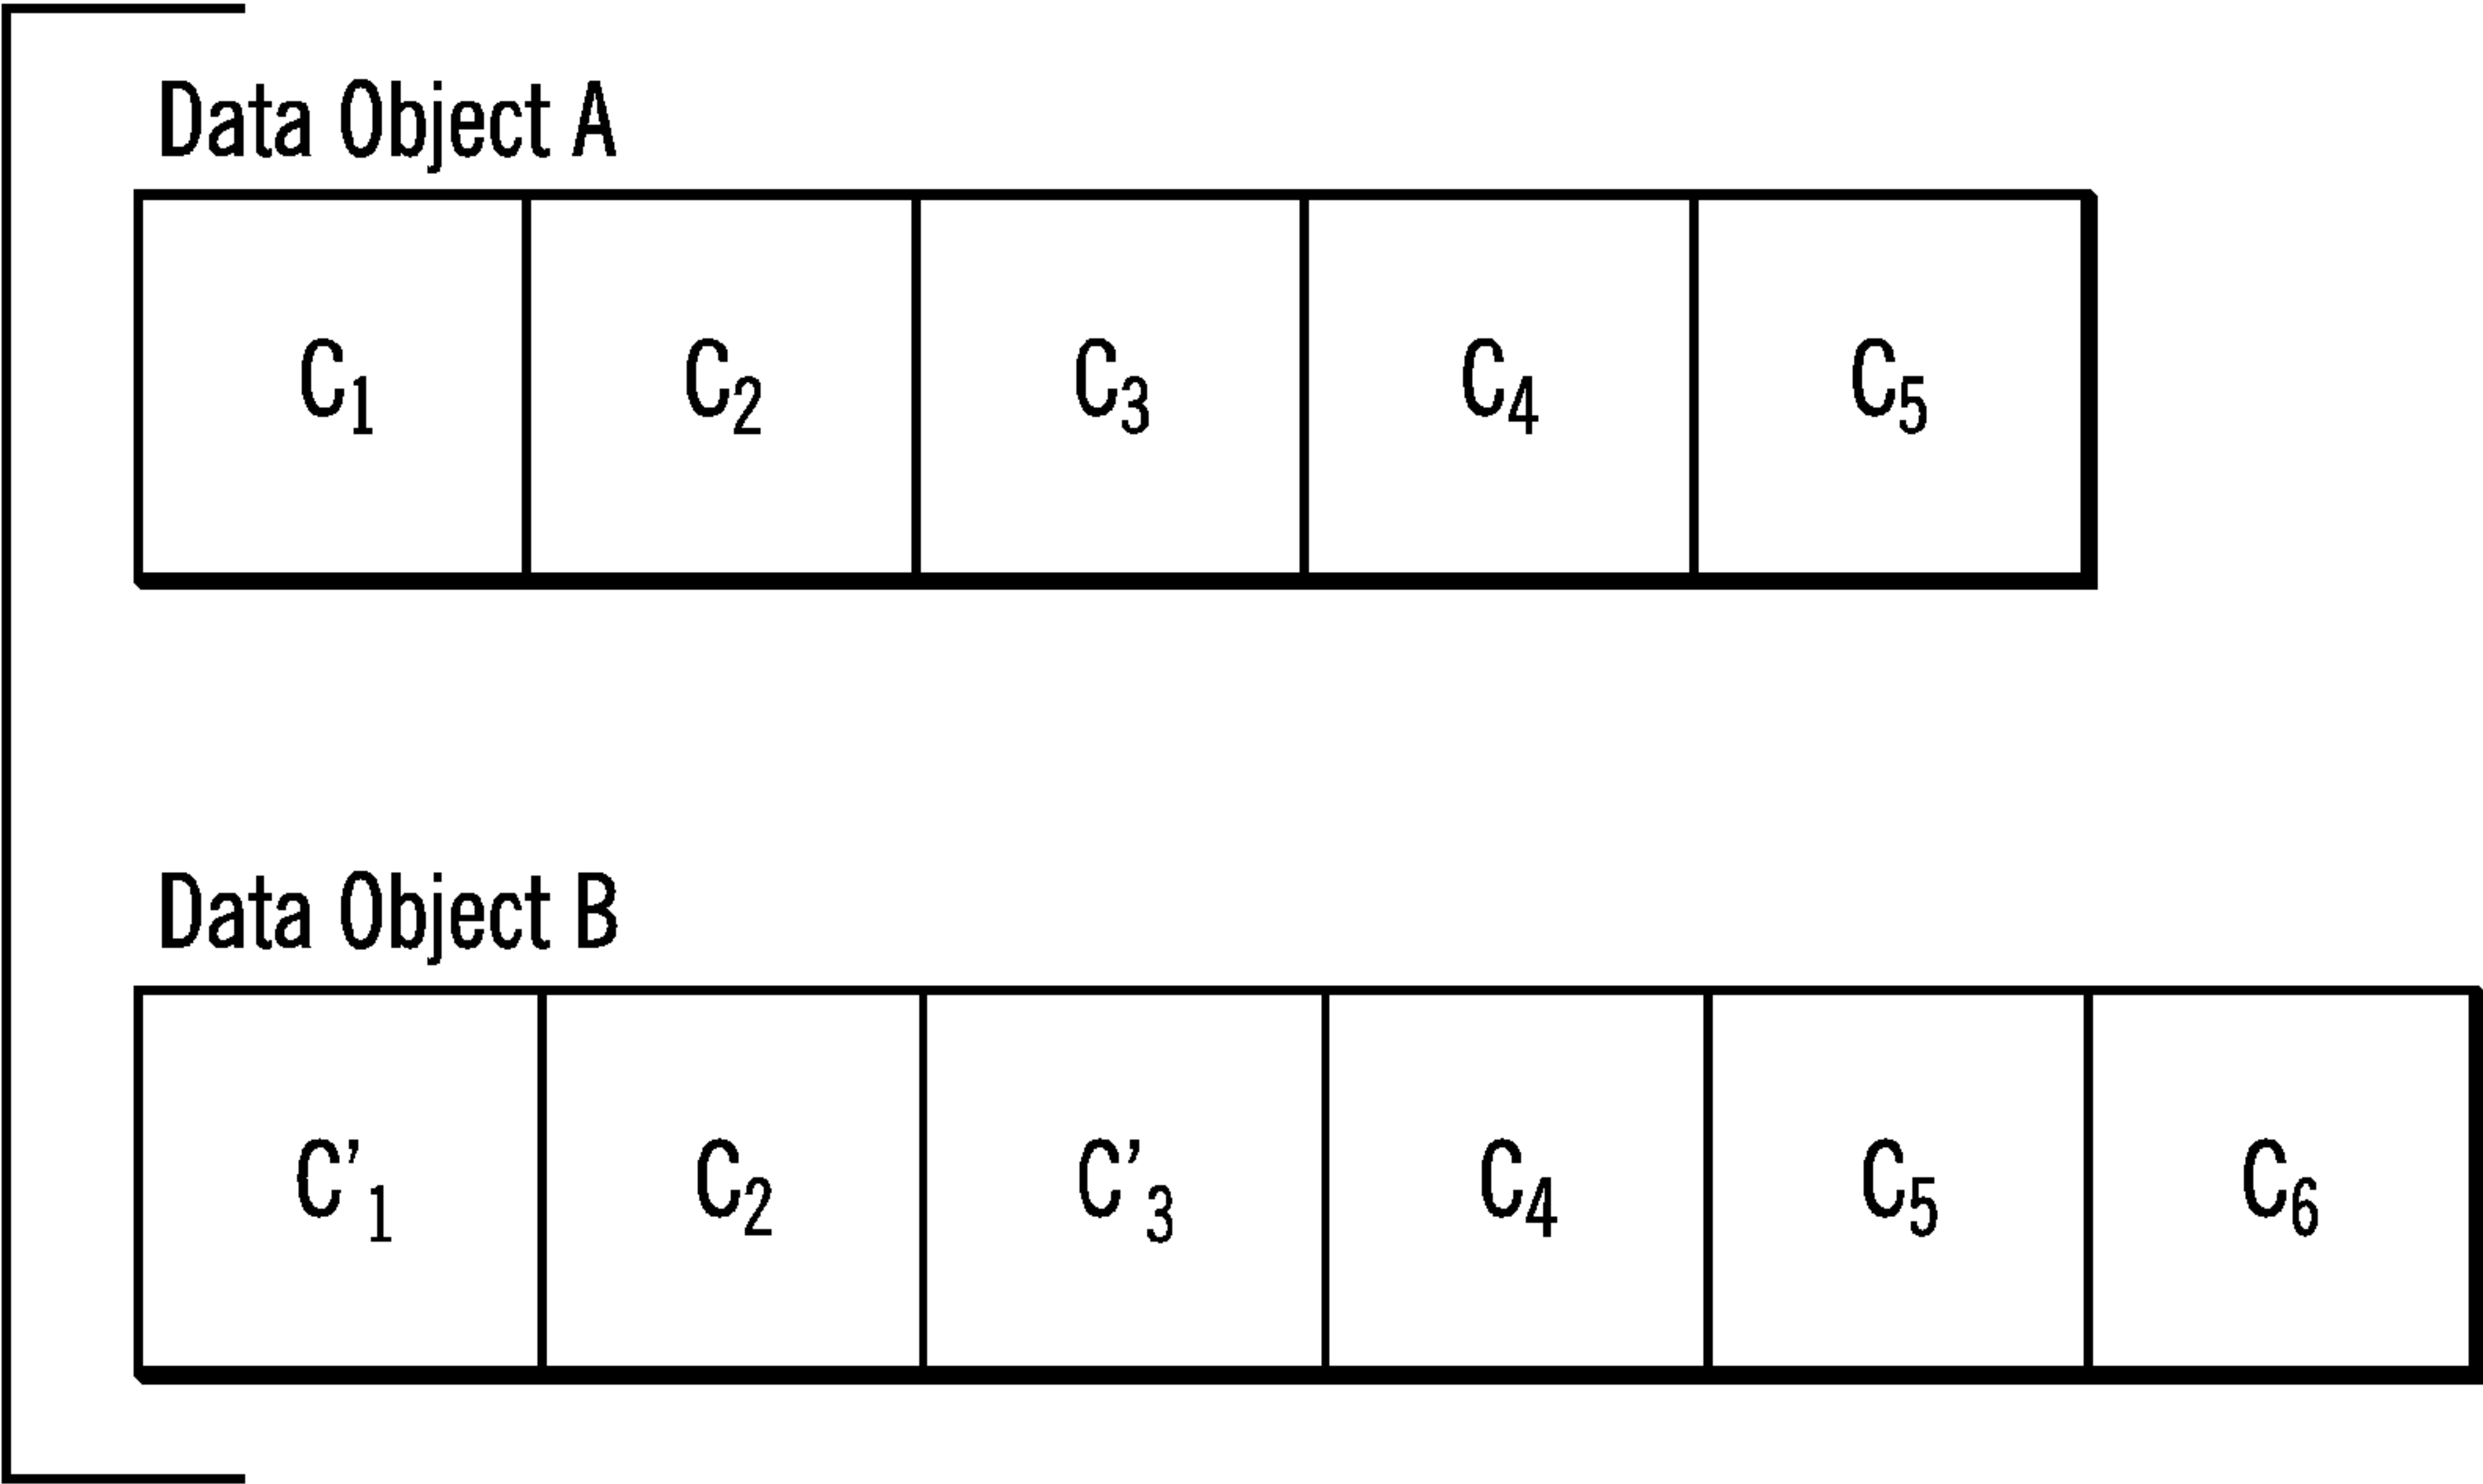 Data Object A
C₁ C₂ C₃ C₄ C₅
Data Object B
C'₁ C₂ C'₃ C₄ C₅ C₆